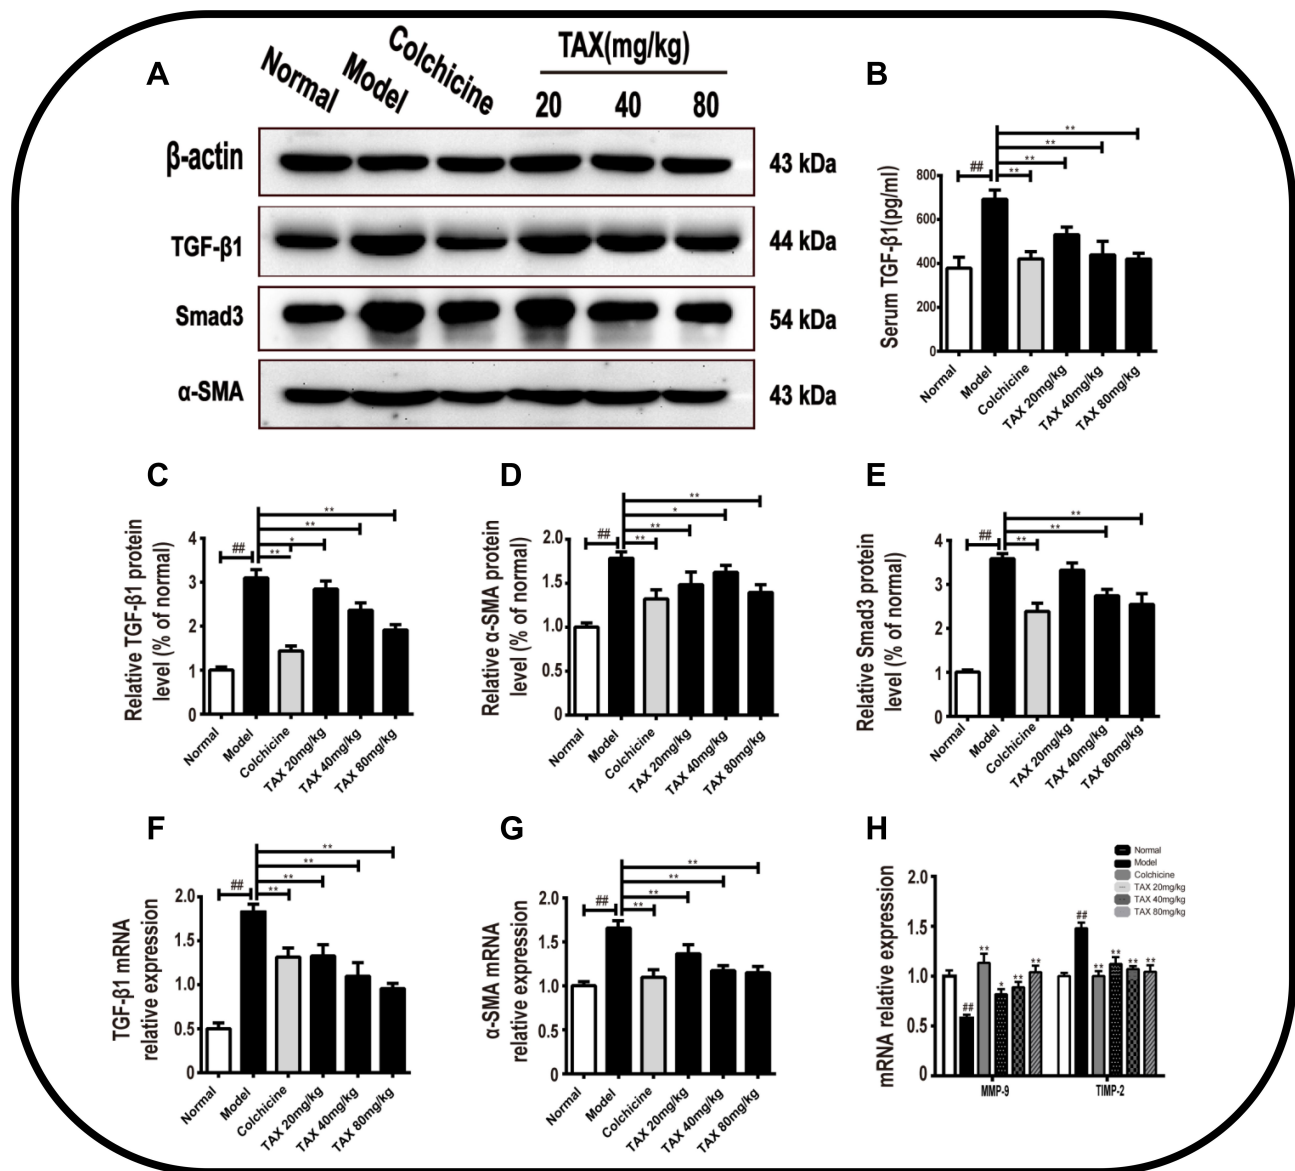 A
Normal
Model
Colchicine
TAX(mg/kg)
20 40 80
β-actin 43 kDa
TGF-β1 44 kDa
Smad3 54 kDa
α-SMA 43 kDa
B
Serum TGF-β1(pg/ml)
800
600
400
200
0
## ** ** ** **
Normal
Model
Colchicine
TAX 20mg/kg
TAX 40mg/kg
TAX 80mg/kg
C
Relative TGF-β1 protein
level (% of normal)
4
3
2
1
0
## ** * ** **
Normal
Model
Colchicine
TAX 20mg/kg
TAX 40mg/kg
TAX 80mg/kg
D
Relative α-SMA protein
level (% of normal)
2.0
1.5
1.0
0.5
0
## ** ** * **
Normal
Model
Colchicine
TAX 20mg/kg
TAX 40mg/kg
TAX 80mg/kg
E
Relative Smad3 protein
level (% of normal)
4
3
2
1
0
## ** ** **
Normal
Model
Colchicine
TAX 20mg/kg
TAX 40mg/kg
TAX 80mg/kg
F
TGF-β1 mRNA
relative expression
2.0
1.5
1.0
0.5
0
## ** ** ** **
Normal
Model
Colchicine
TAX 20mg/kg
TAX 40mg/kg
TAX 80mg/kg
G
α-SMA mRNA
relative expression
2.0
1.5
1.0
0.5
0
## ** ** ** **
Normal
Model
Colchicine
TAX 20mg/kg
TAX 40mg/kg
TAX 80mg/kg
H
Normal
Model
Colchicine
TAX 20mg/kg
TAX 40mg/kg
TAX 80mg/kg
mRNA relative expression
2.0
1.5
1.0
0.5
0
## ** * ** **
## ** ** ** **
MMP-9 TIMP-2